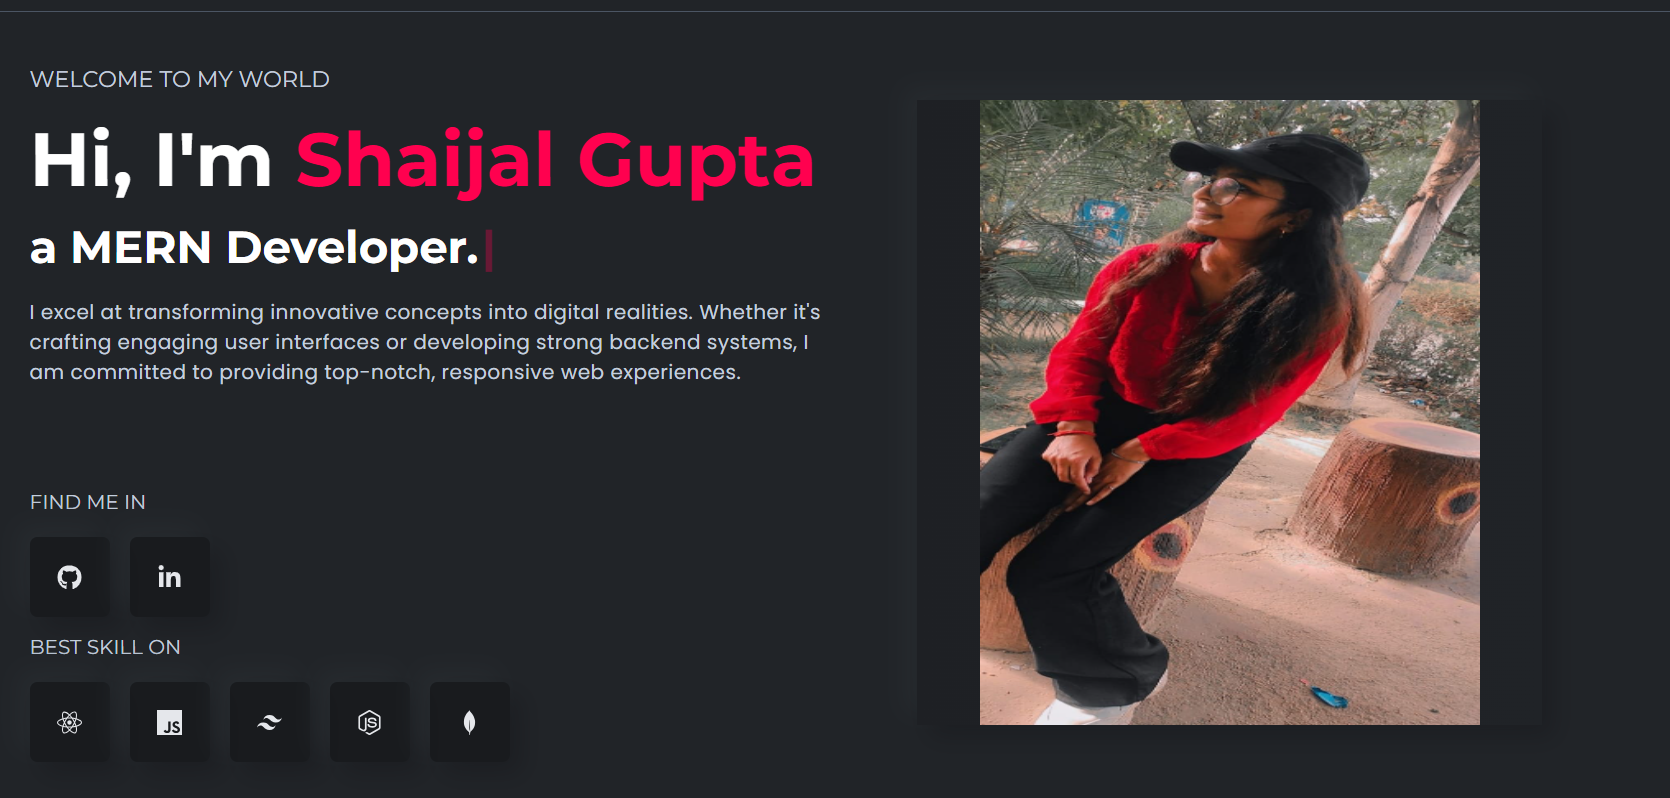 WELCOME TO MY WORLD
Hi, I'm Shaijal Gupta
a MERN Developer.
I excel at transforming innovative concepts into digital realities. Whether it's
crafting engaging user interfaces or developing strong backend systems, I
am committed to providing top-notch, responsive web experiences.
FIND ME IN
in
BEST SKILL ON
JS
JS